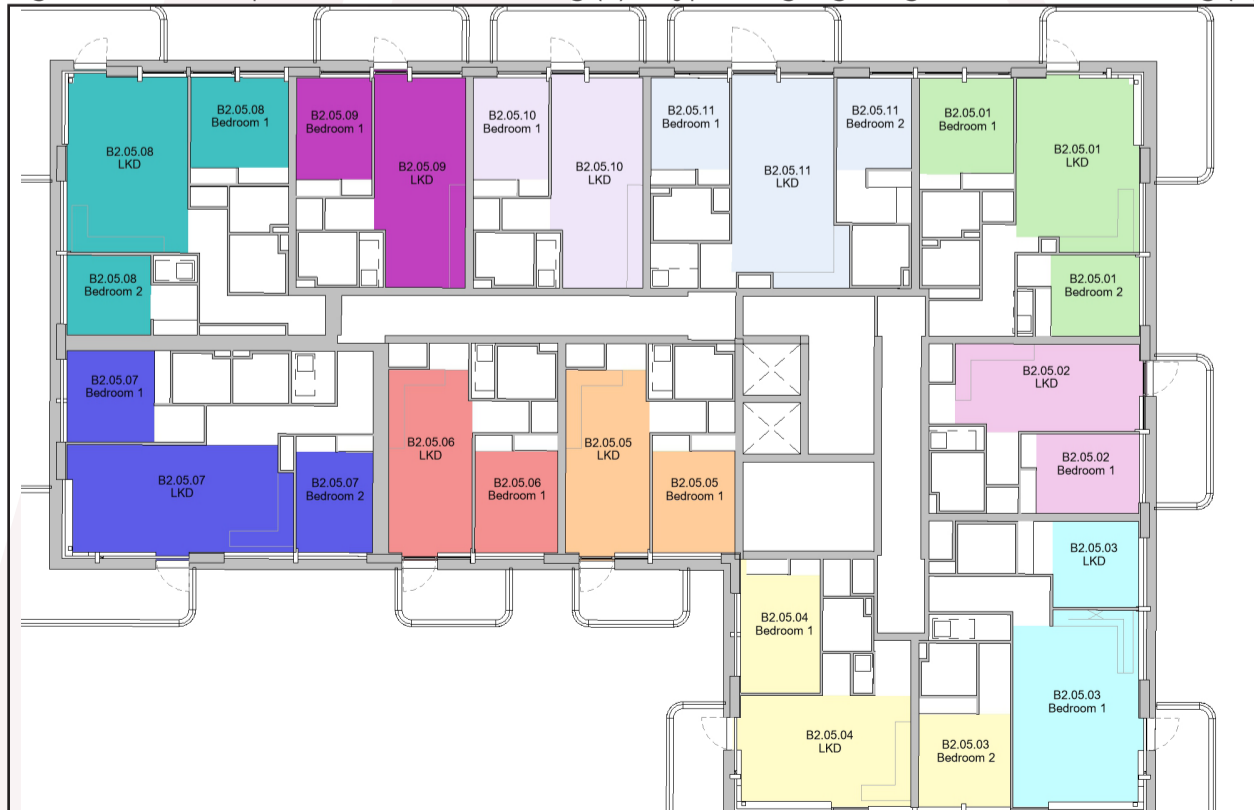 B2.05.08
Bedroom 1
B2.05.08
LKD
B2.05.08
Bedroom 2
B2.05.09
Bedroom 1
B2.05.09
LKD
B2.05.10
Bedroom 1
B2.05.10
LKD
B2.05.11
Bedroom 1
B2.05.11
LKD
B2.05.11
Bedroom 2
B2.05.01
Bedroom 1
B2.05.01
LKD
B2.05.01
Bedroom 2
B2.05.07
Bedroom 1
B2.05.07
LKD
B2.05.07
Bedroom 2
B2.05.06
LKD
B2.05.06
Bedroom 1
B2.05.05
LKD
B2.05.05
Bedroom 1
B2.05.02
LKD
B2.05.02
Bedroom 1
B2.05.03
LKD
B2.05.03
Bedroom 1
B2.05.04
Bedroom 1
B2.05.04
LKD
B2.05.03
Bedroom 2